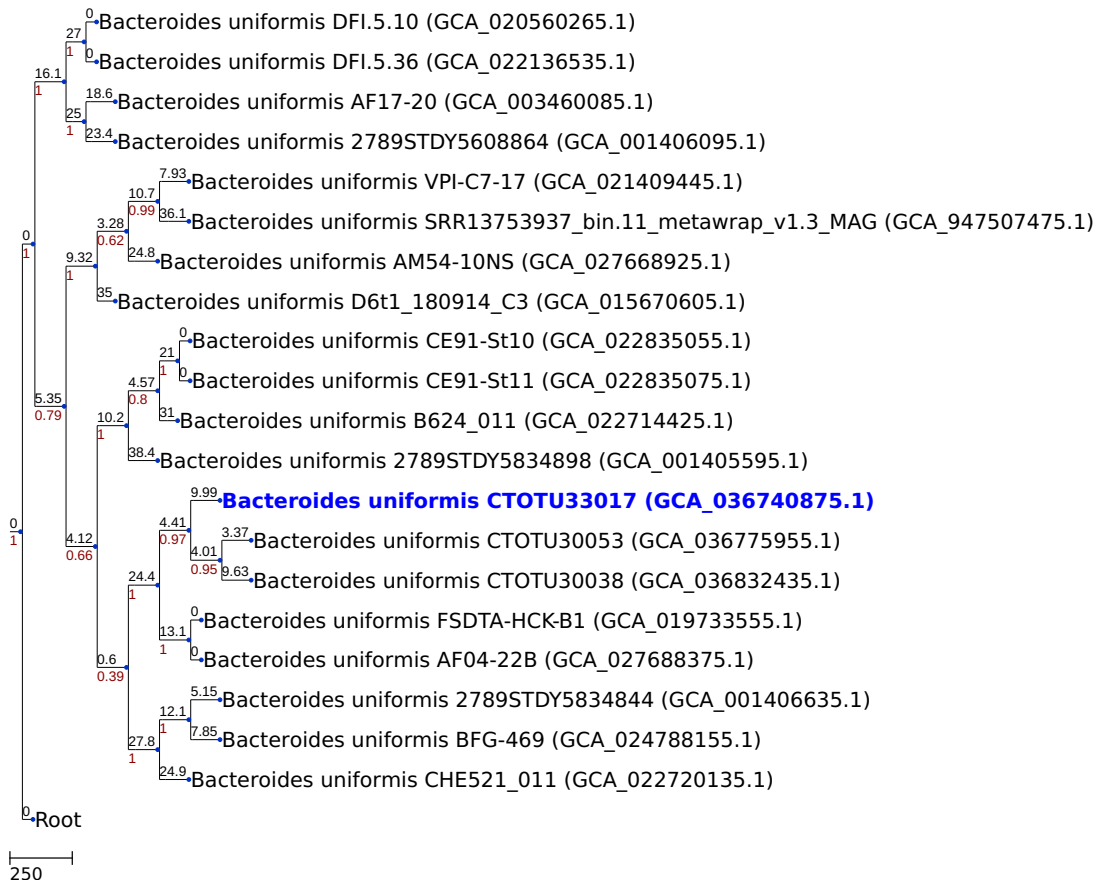 0
Bacteroides uniformis DFI.5.10 (GCA_020560265.1)
27
1
0
Bacteroides uniformis DFI.5.36 (GCA_022136535.1)
16.1
1
18.6
Bacteroides uniformis AF17-20 (GCA_003460085.1)
25
1
23.4
Bacteroides uniformis 2789STDY5608864 (GCA_001406095.1)
7.93
Bacteroides uniformis VPI-C7-17 (GCA_021409445.1)
10.7
0.99
36.1
Bacteroides uniformis SRR13753937_bin.11_metawrap_v1.3_MAG (GCA_947507475.1)
3.28
0.62
0
1
24.8
Bacteroides uniformis AM54-10NS (GCA_027668925.1)
9.32
1
35
Bacteroides uniformis D6t1_180914_C3 (GCA_015670605.1)
0
Bacteroides uniformis CE91-St10 (GCA_022835055.1)
21
1
0
Bacteroides uniformis CE91-St11 (GCA_022835075.1)
4.57
0.8
5.35
0.79
31
Bacteroides uniformis B624_011 (GCA_022714425.1)
10.2
1
38.4
Bacteroides uniformis 2789STDY5834898 (GCA_001405595.1)
9.99
Bacteroides uniformis CTOTU33017 (GCA_036740875.1)
0
1
4.41
0.97
3.37
Bacteroides uniformis CTOTU30053 (GCA_036775955.1)
4.12
0.66
4.01
0.95
9.63
Bacteroides uniformis CTOTU30038 (GCA_036832435.1)
24.4
1
0
Bacteroides uniformis FSDTA-HCK-B1 (GCA_019733555.1)
13.1
1
0
Bacteroides uniformis AF04-22B (GCA_027688375.1)
0.6
0.39
5.15
Bacteroides uniformis 2789STDY5834844 (GCA_001406635.1)
12.1
1
7.85
Bacteroides uniformis BFG-469 (GCA_024788155.1)
27.8
1
24.9
Bacteroides uniformis CHE521_011 (GCA_022720135.1)
0
Root
250